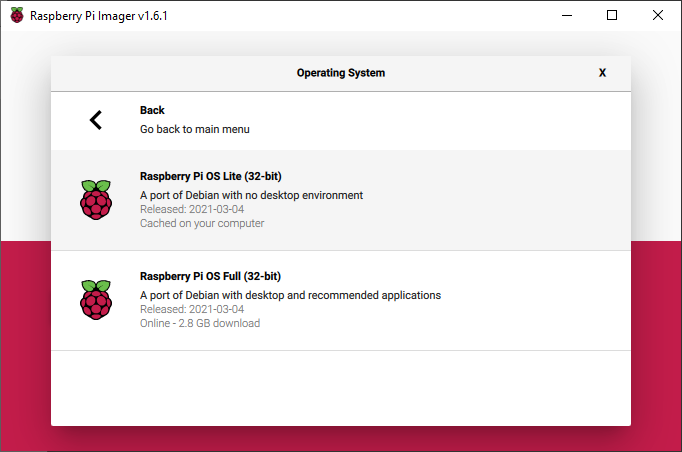 Raspberry Pi Imager v1.6.1
Operating System X
Back
Go back to main menu
Raspberry Pi OS Lite (32-bit)
A port of Debian with no desktop environment
Released: 2021-03-04
Cached on your computer
Raspberry Pi OS Full (32-bit)
A port of Debian with desktop and recommended applications
Released: 2021-03-04
Online - 2.8 GB download